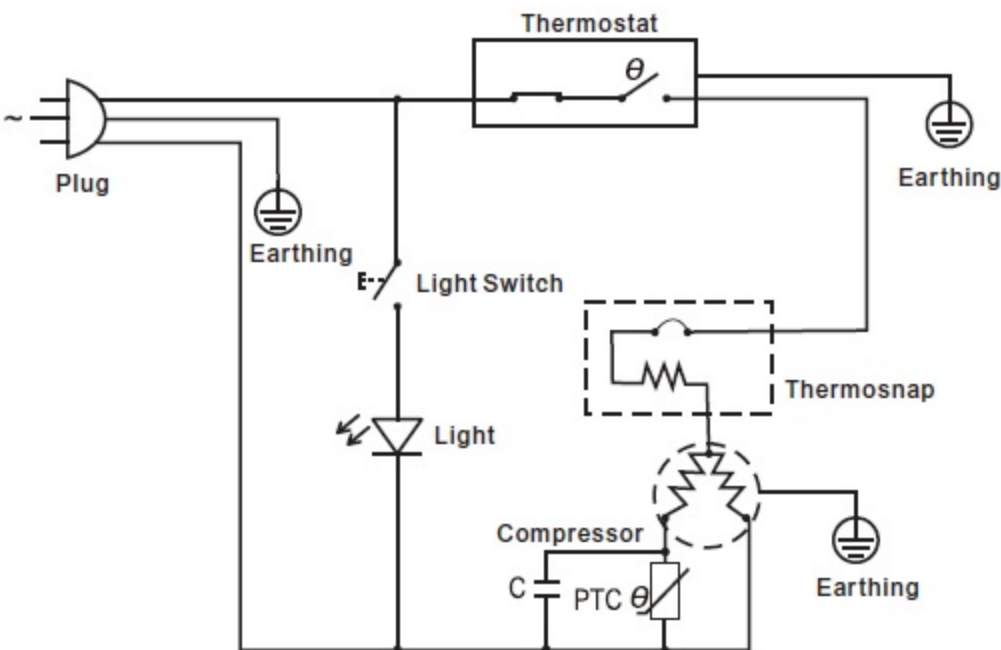 Thermostat
θ
~
Plug
Earthing
Earthing
Light Switch
Thermosnap
Light
Compressor
C
PTC θ
Earthing